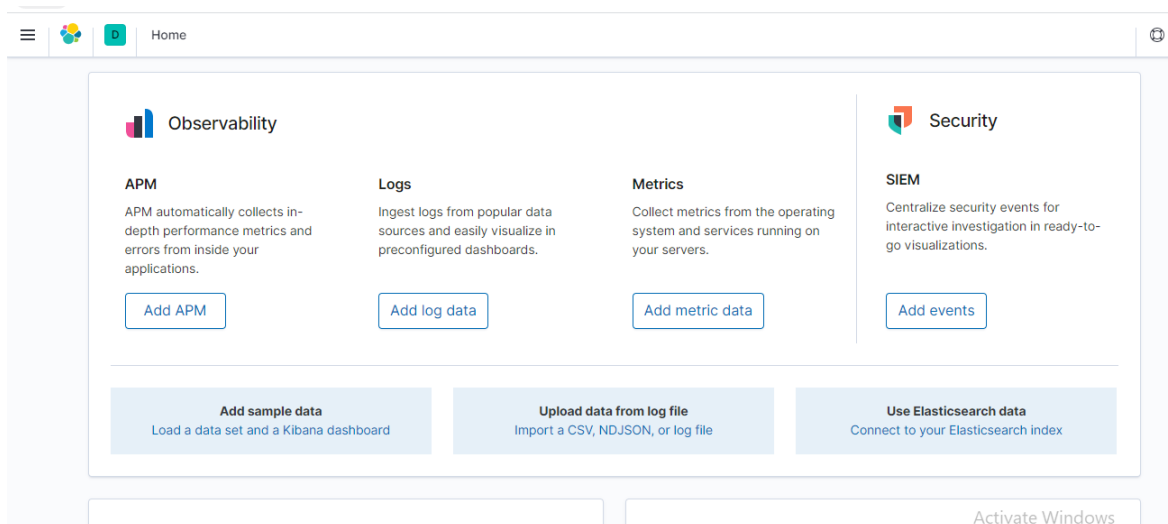 D
Home
Observability
APM
APM automatically collects in-
depth performance metrics and
errors from inside your
applications.
Add APM
Logs
Ingest logs from popular data
sources and easily visualize in
preconfigured dashboards.
Add log data
Metrics
Collect metrics from the operating
system and services running on
your servers.
Add metric data
Security
SIEM
Centralize security events for
interactive investigation in ready-to-
go visualizations.
Add events
Add sample data
Load a data set and a Kibana dashboard
Upload data from log file
Import a CSV, NDJSON, or log file
Use Elasticsearch data
Connect to your Elasticsearch index
Activate Windows